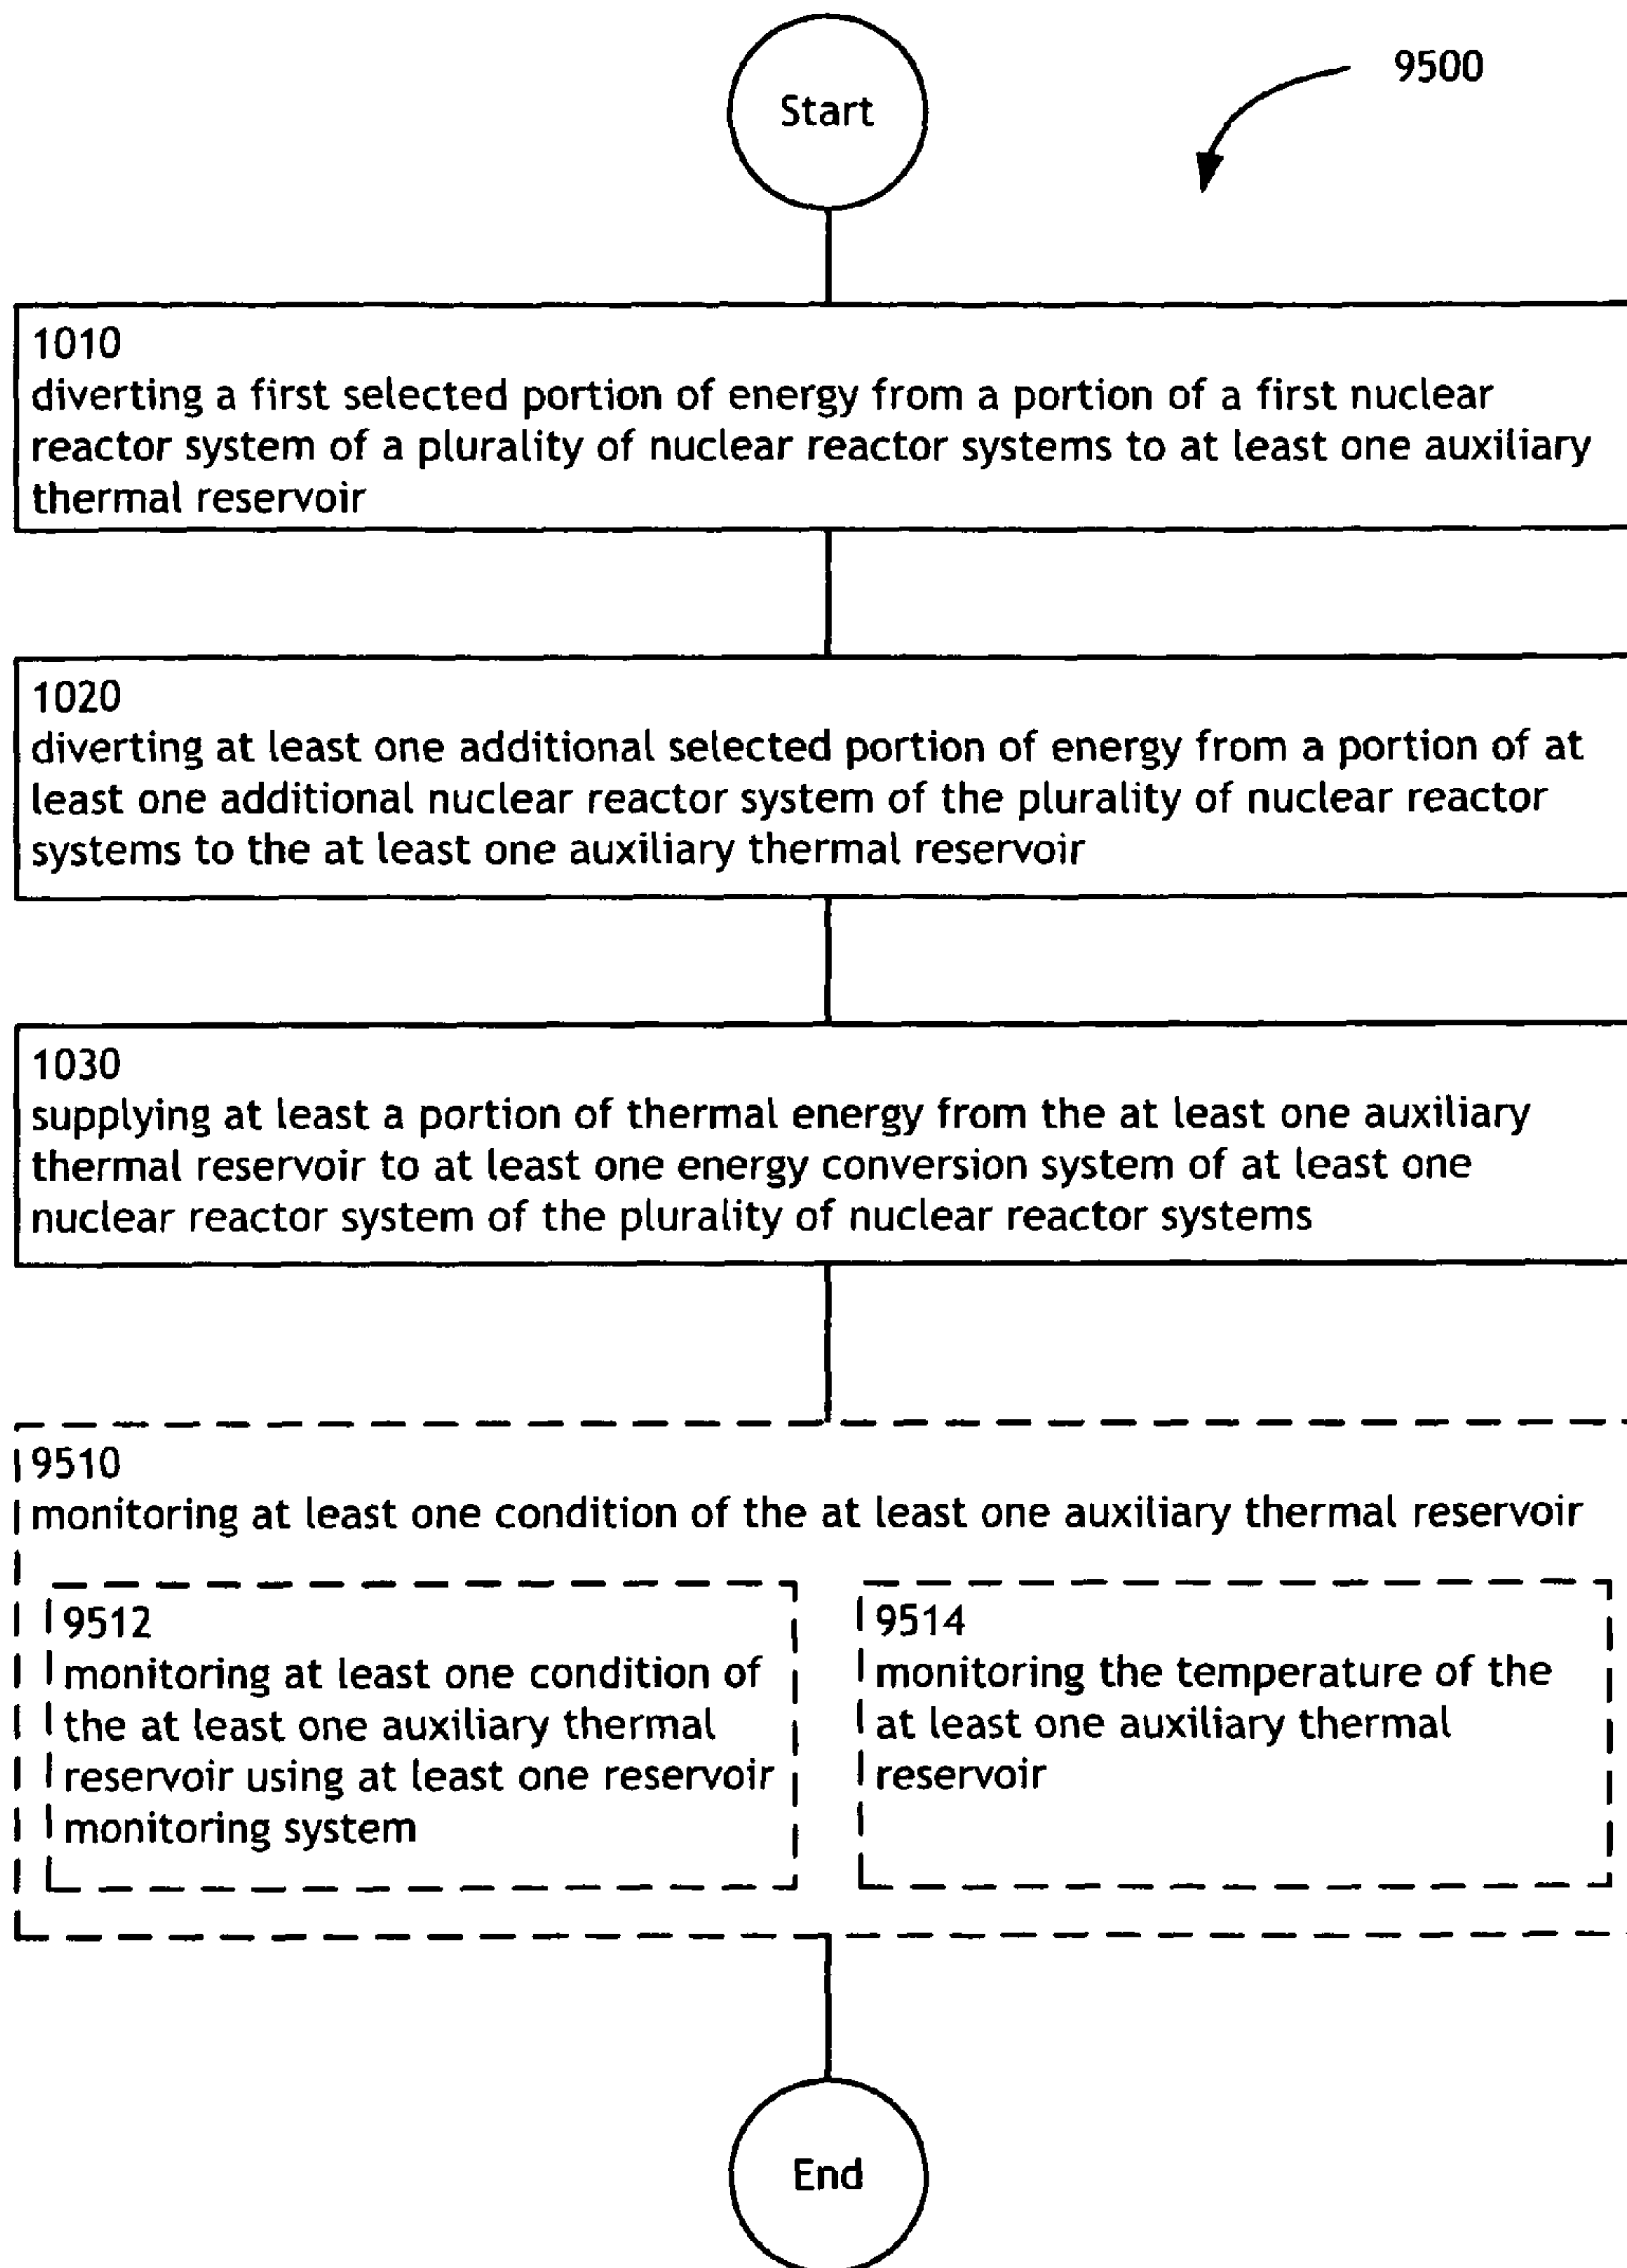 Start
9500
1010
diverting a first selected portion of energy from a portion of a first nuclear
reactor system of a plurality of nuclear reactor systems to at least one auxiliary
thermal reservoir
1020
diverting at least one additional selected portion of energy from a portion of at
least one additional nuclear reactor system of the plurality of nuclear reactor
systems to the at least one auxiliary thermal reservoir
1030
supplying at least a portion of thermal energy from the at least one auxiliary
thermal reservoir to at least one energy conversion system of at least one
nuclear reactor system of the plurality of nuclear reactor systems
9510
monitoring at least one condition of the at least one auxiliary thermal reservoir
9512
monitoring at least one condition of
the at least one auxiliary thermal
reservoir using at least one reservoir
monitoring system
9514
monitoring the temperature of the
at least one auxiliary thermal
reservoir
End